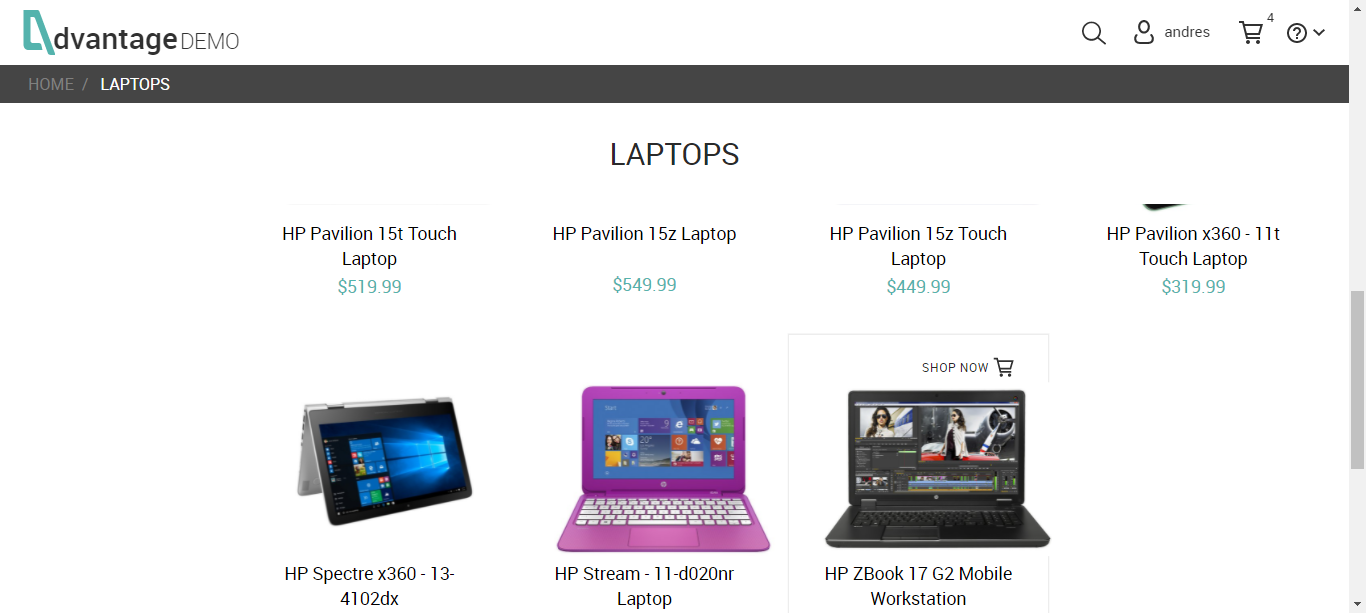 dvantage DEMO
andres
4
HOME / LAPTOPS
LAPTOPS
HP Pavilion 15t Touch
Laptop
$519.99
HP Pavilion 15z Laptop
$549.99
HP Pavilion 15z Touch
Laptop
$449.99
HP Pavilion x360 - 11t
Touch Laptop
$319.99
SHOP NOW
Start
HP Spectre x360 - 13-
4102dx
HP Stream - 11-d020nr
Laptop
HP ZBook 17 G2 Mobile
Workstation